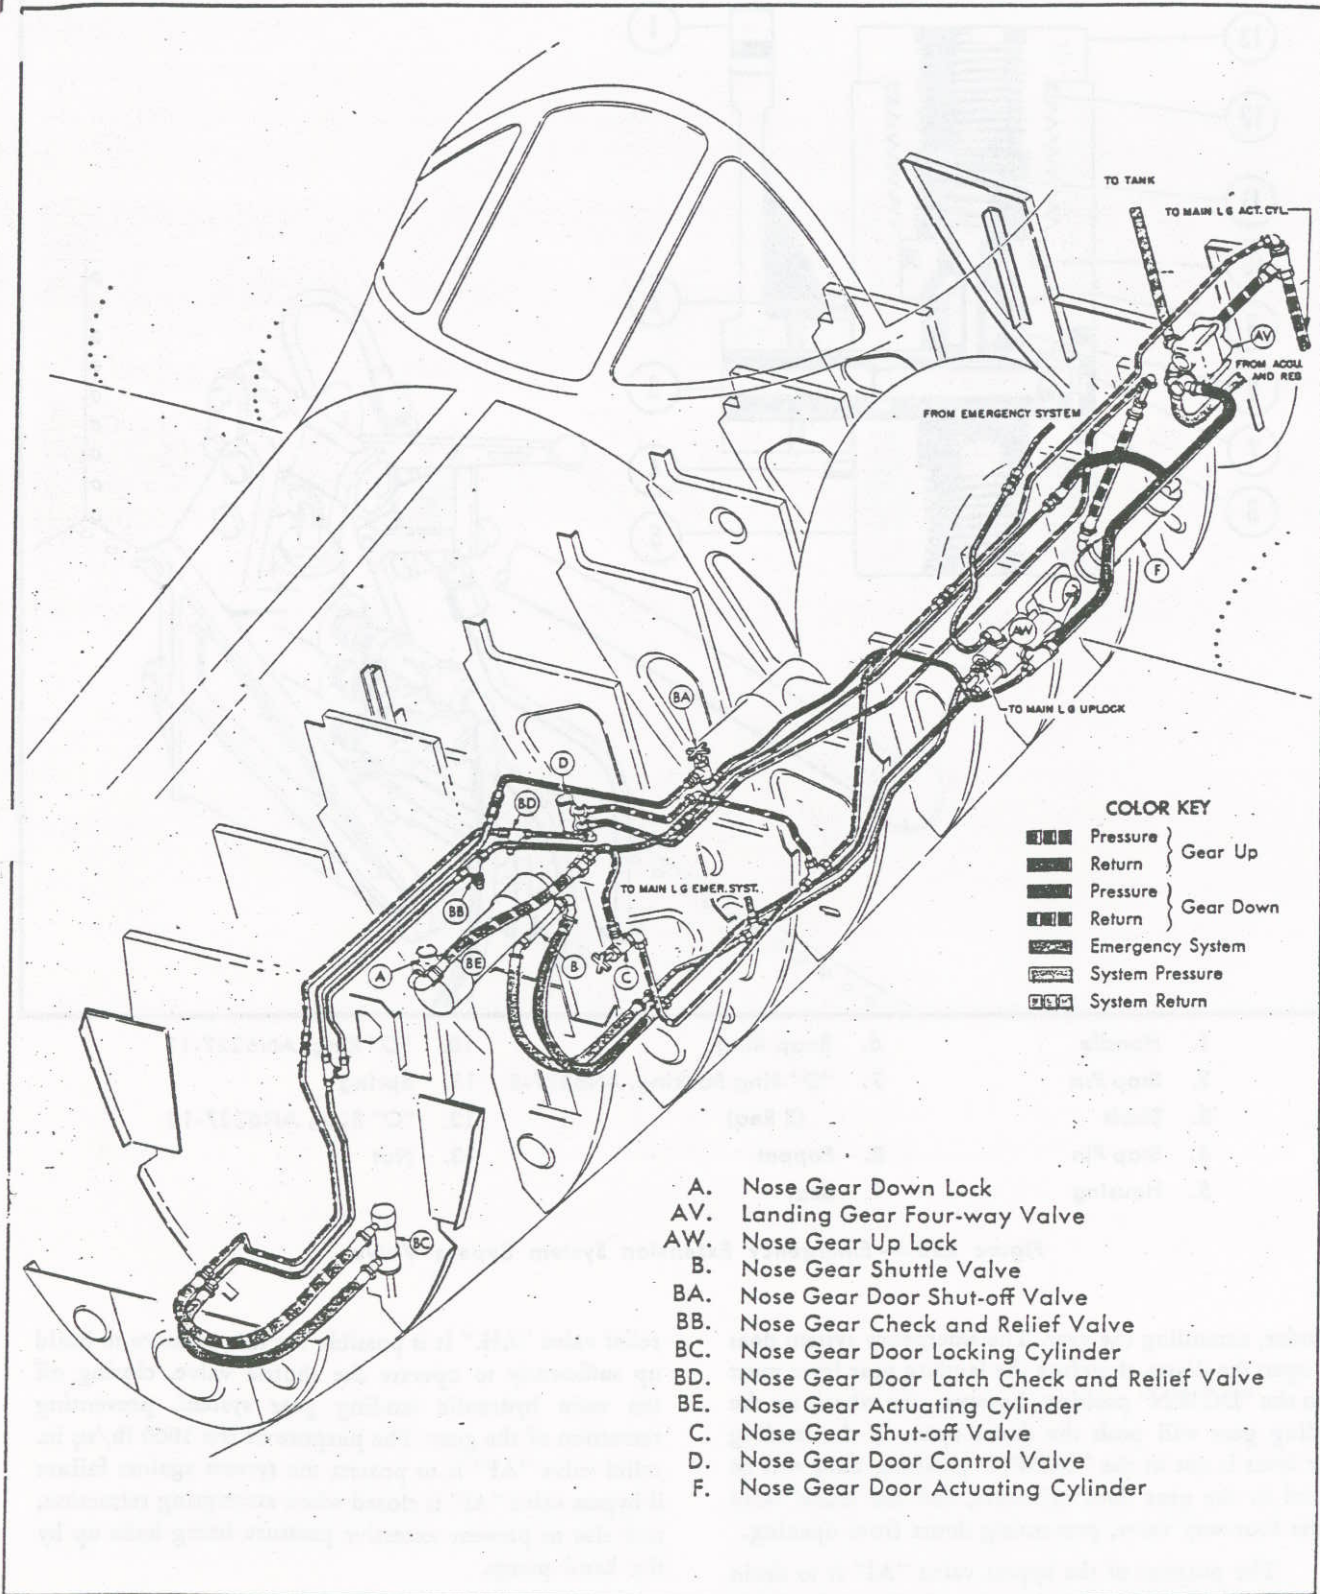 TO TANK
TO MAIN L G ACT. CYL.
AV
FROM ACCU.
AND RES
FROM EMERGENCY SYSTEM
F
AW
BA
TO MAIN L G UPLOCK
D
BD
COLOR KEY
Pressure
Return
Gear Up
Pressure
Return
Gear Down
Emergency System
System Pressure
System Return
TO MAIN L G EMER. SYST.
BB
A
BE
B
C
BC
A. Nose Gear Down Lock
AV. Landing Gear Four-way Valve
AW. Nose Gear Up Lock
B. Nose Gear Shuttle Valve
BA. Nose Gear Door Shut-off Valve
BB. Nose Gear Check and Relief Valve
BC. Nose Gear Door Locking Cylinder
BD. Nose Gear Door Latch Check and Relief Valve
BE. Nose Gear Actuating Cylinder
C. Nose Gear Shut-off Valve
D. Nose Gear Door Control Valve
F. Nose Gear Door Actuating Cylinder